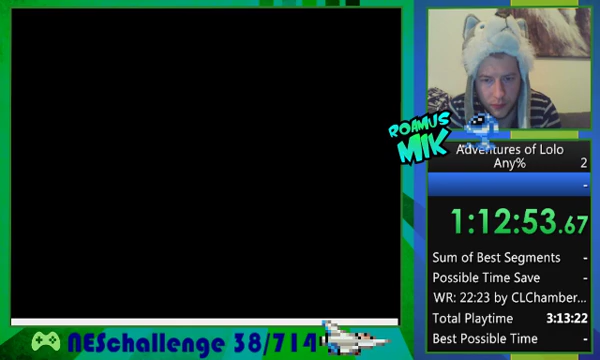 ROAMUS
MIK
Adventures of Lolo
Any% 2
-
1:12:53.67
Sum of Best Segments -
Possible Time Save -
WR: 22:23 by CLChamber...
Total Playtime 3:13:22
Best Possible Time -
NESchallenge 38/714